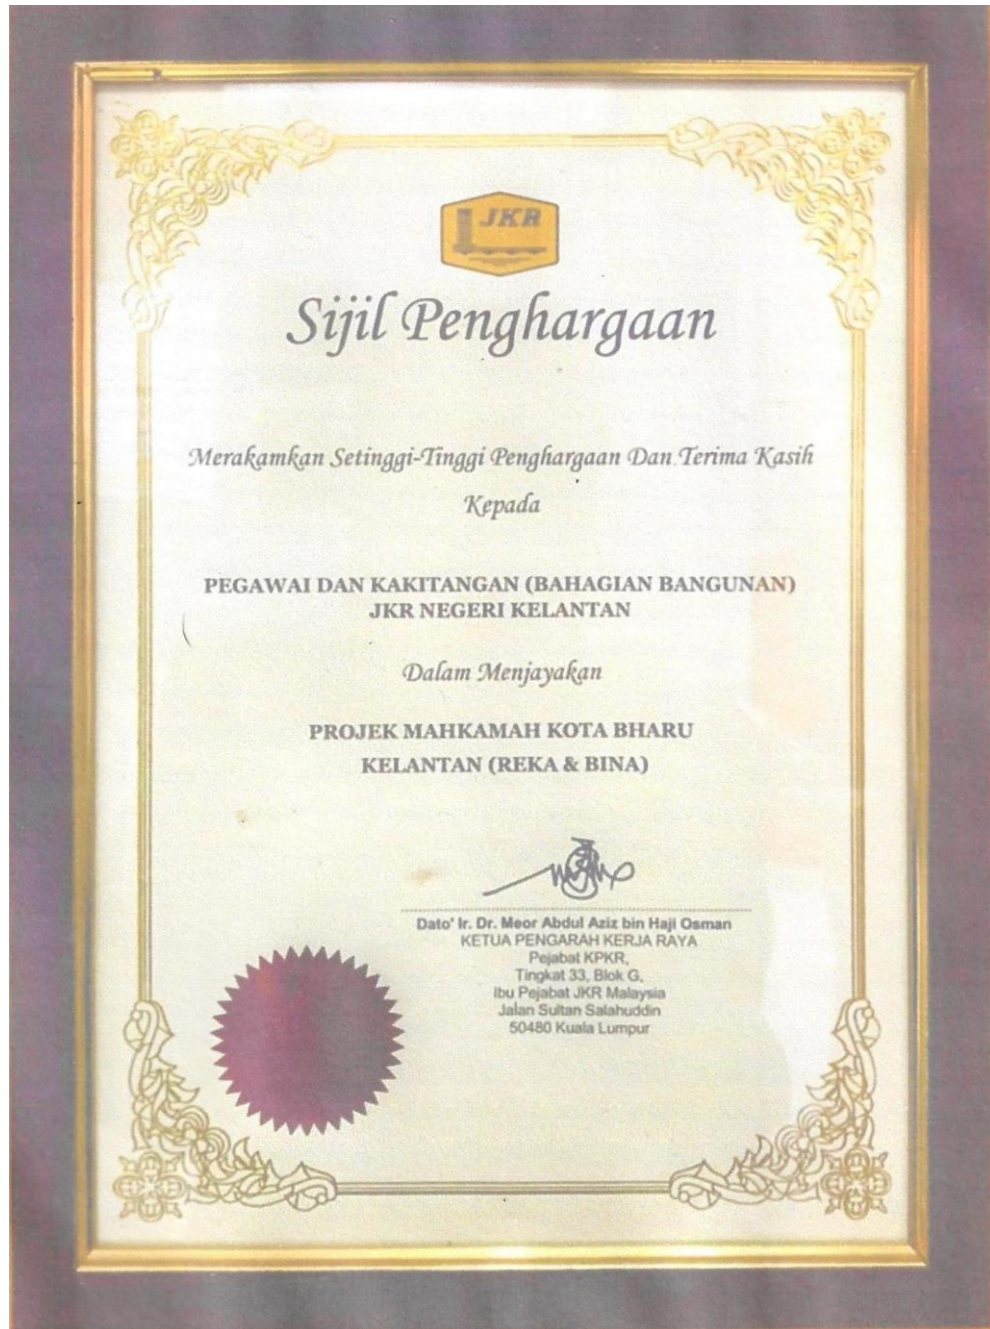 JKR
Sijil Penghargaan
Merakamkan Setinggi-Tinggi Penghargaan Dan Terima Kasih
Kepada
PEGAWAI DAN KAKITANGAN (BAHAGIAN BANGUNAN)
JKR NEGERI KELANTAN
Dalam Menjayakan
PROJEK MAHKAMAH KOTA BHARU
KELANTAN (REKA & BINA)
Dato' Ir. Dr. Meor Abdul Aziz bin Haji Osman
KETUA PENGARAH KERJA RAYA
Pejabat KPKR,
Tingkat 33, Blok G,
Ibu Pejabat JKR Malaysia
Jalan Sultan Salahuddin
50480 Kuala Lumpur